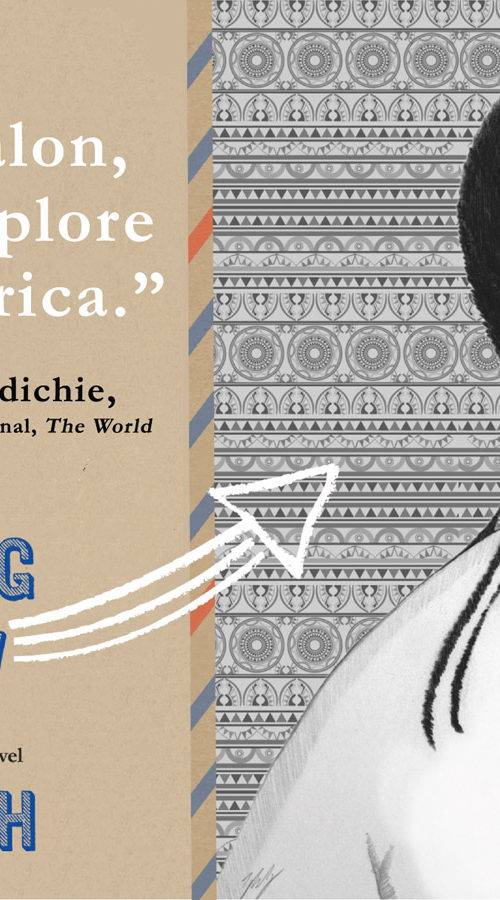 alon,
plore
rica.”
dichie,
nal, The World
G
vel
H